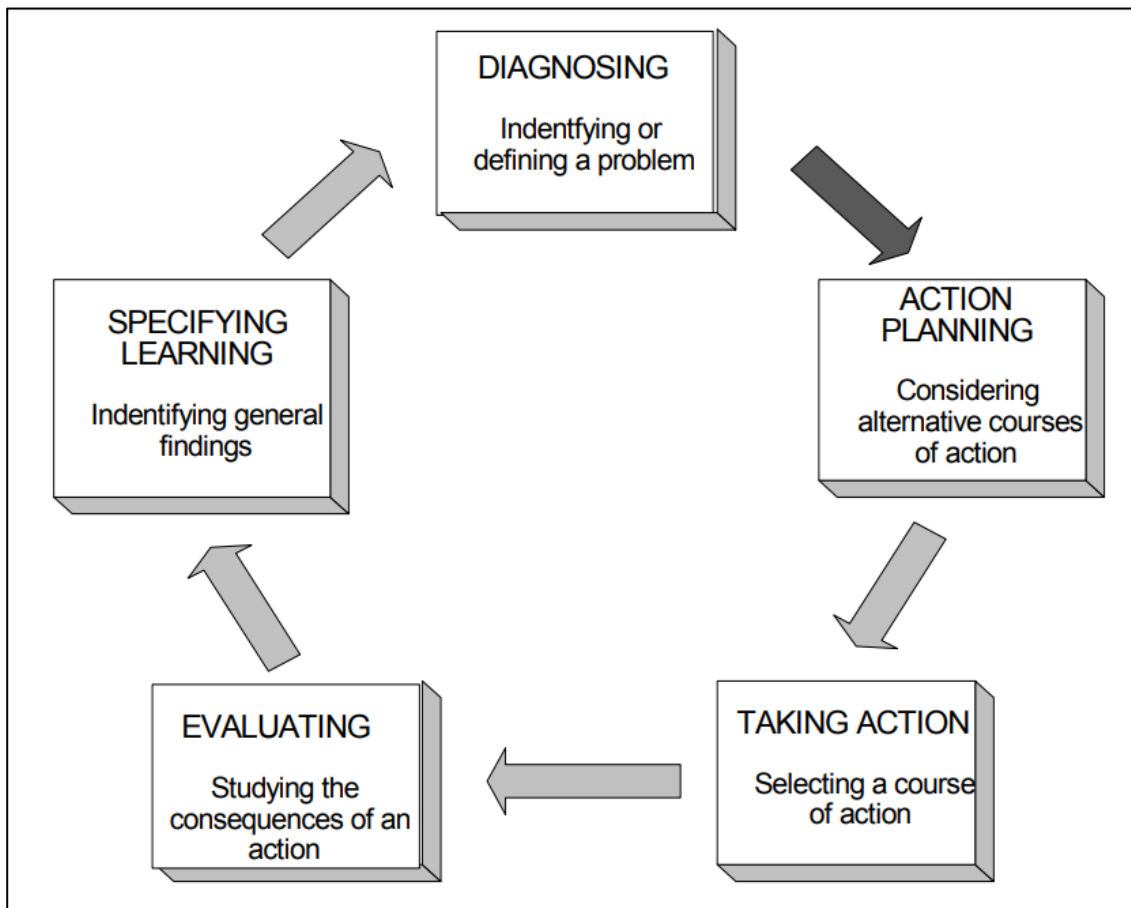 DIAGNOSING
Indentfying or
defining a problem
ACTION
PLANNING
Considering
alternative courses
of action
TAKING ACTION
Selecting a course
of action
EVALUATING
Studying the
consequences of an
action
SPECIFYING
LEARNING
Indentifying general
findings